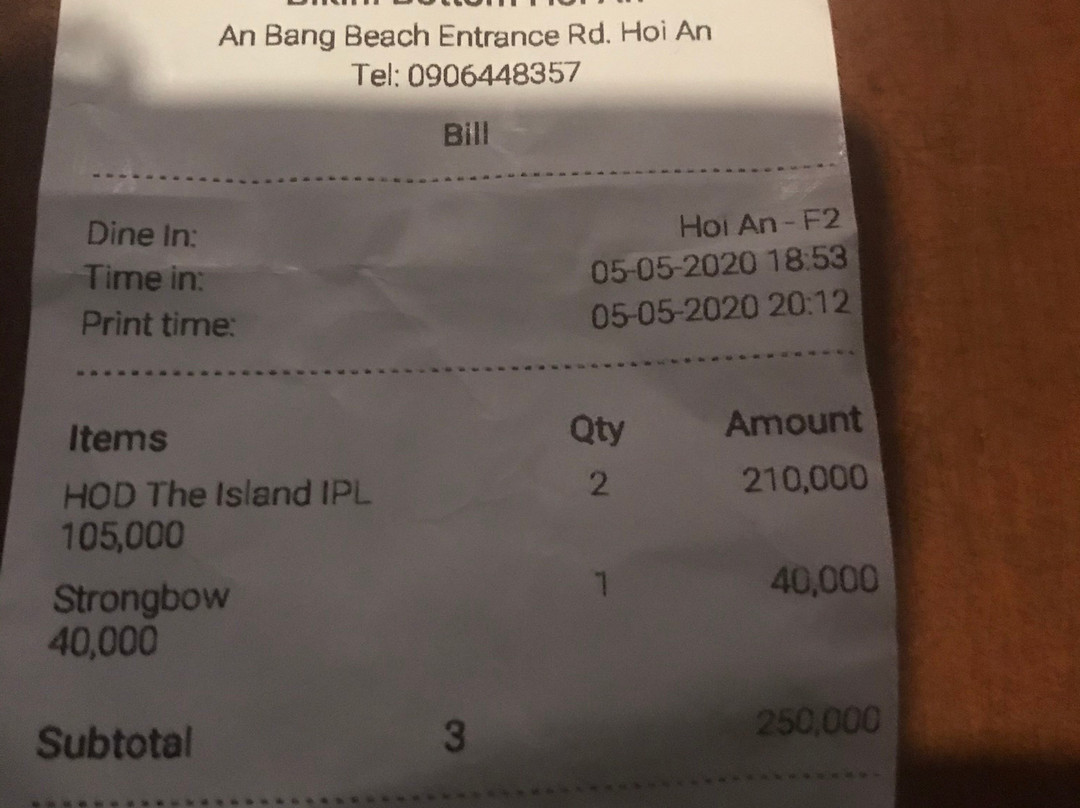 An Bang Beach Entrance Rd. Hoi An
Tel: 0906448357
Bill
Dine In: Hoi An - F2
Time in: 05-05-2020 18:53
Print time: 05-05-2020 20:12
Items Qty Amount
HOD The Island IPL 2 210,000
105,000
Strongbow 1 40,000
40,000
Subtotal 3 250,000